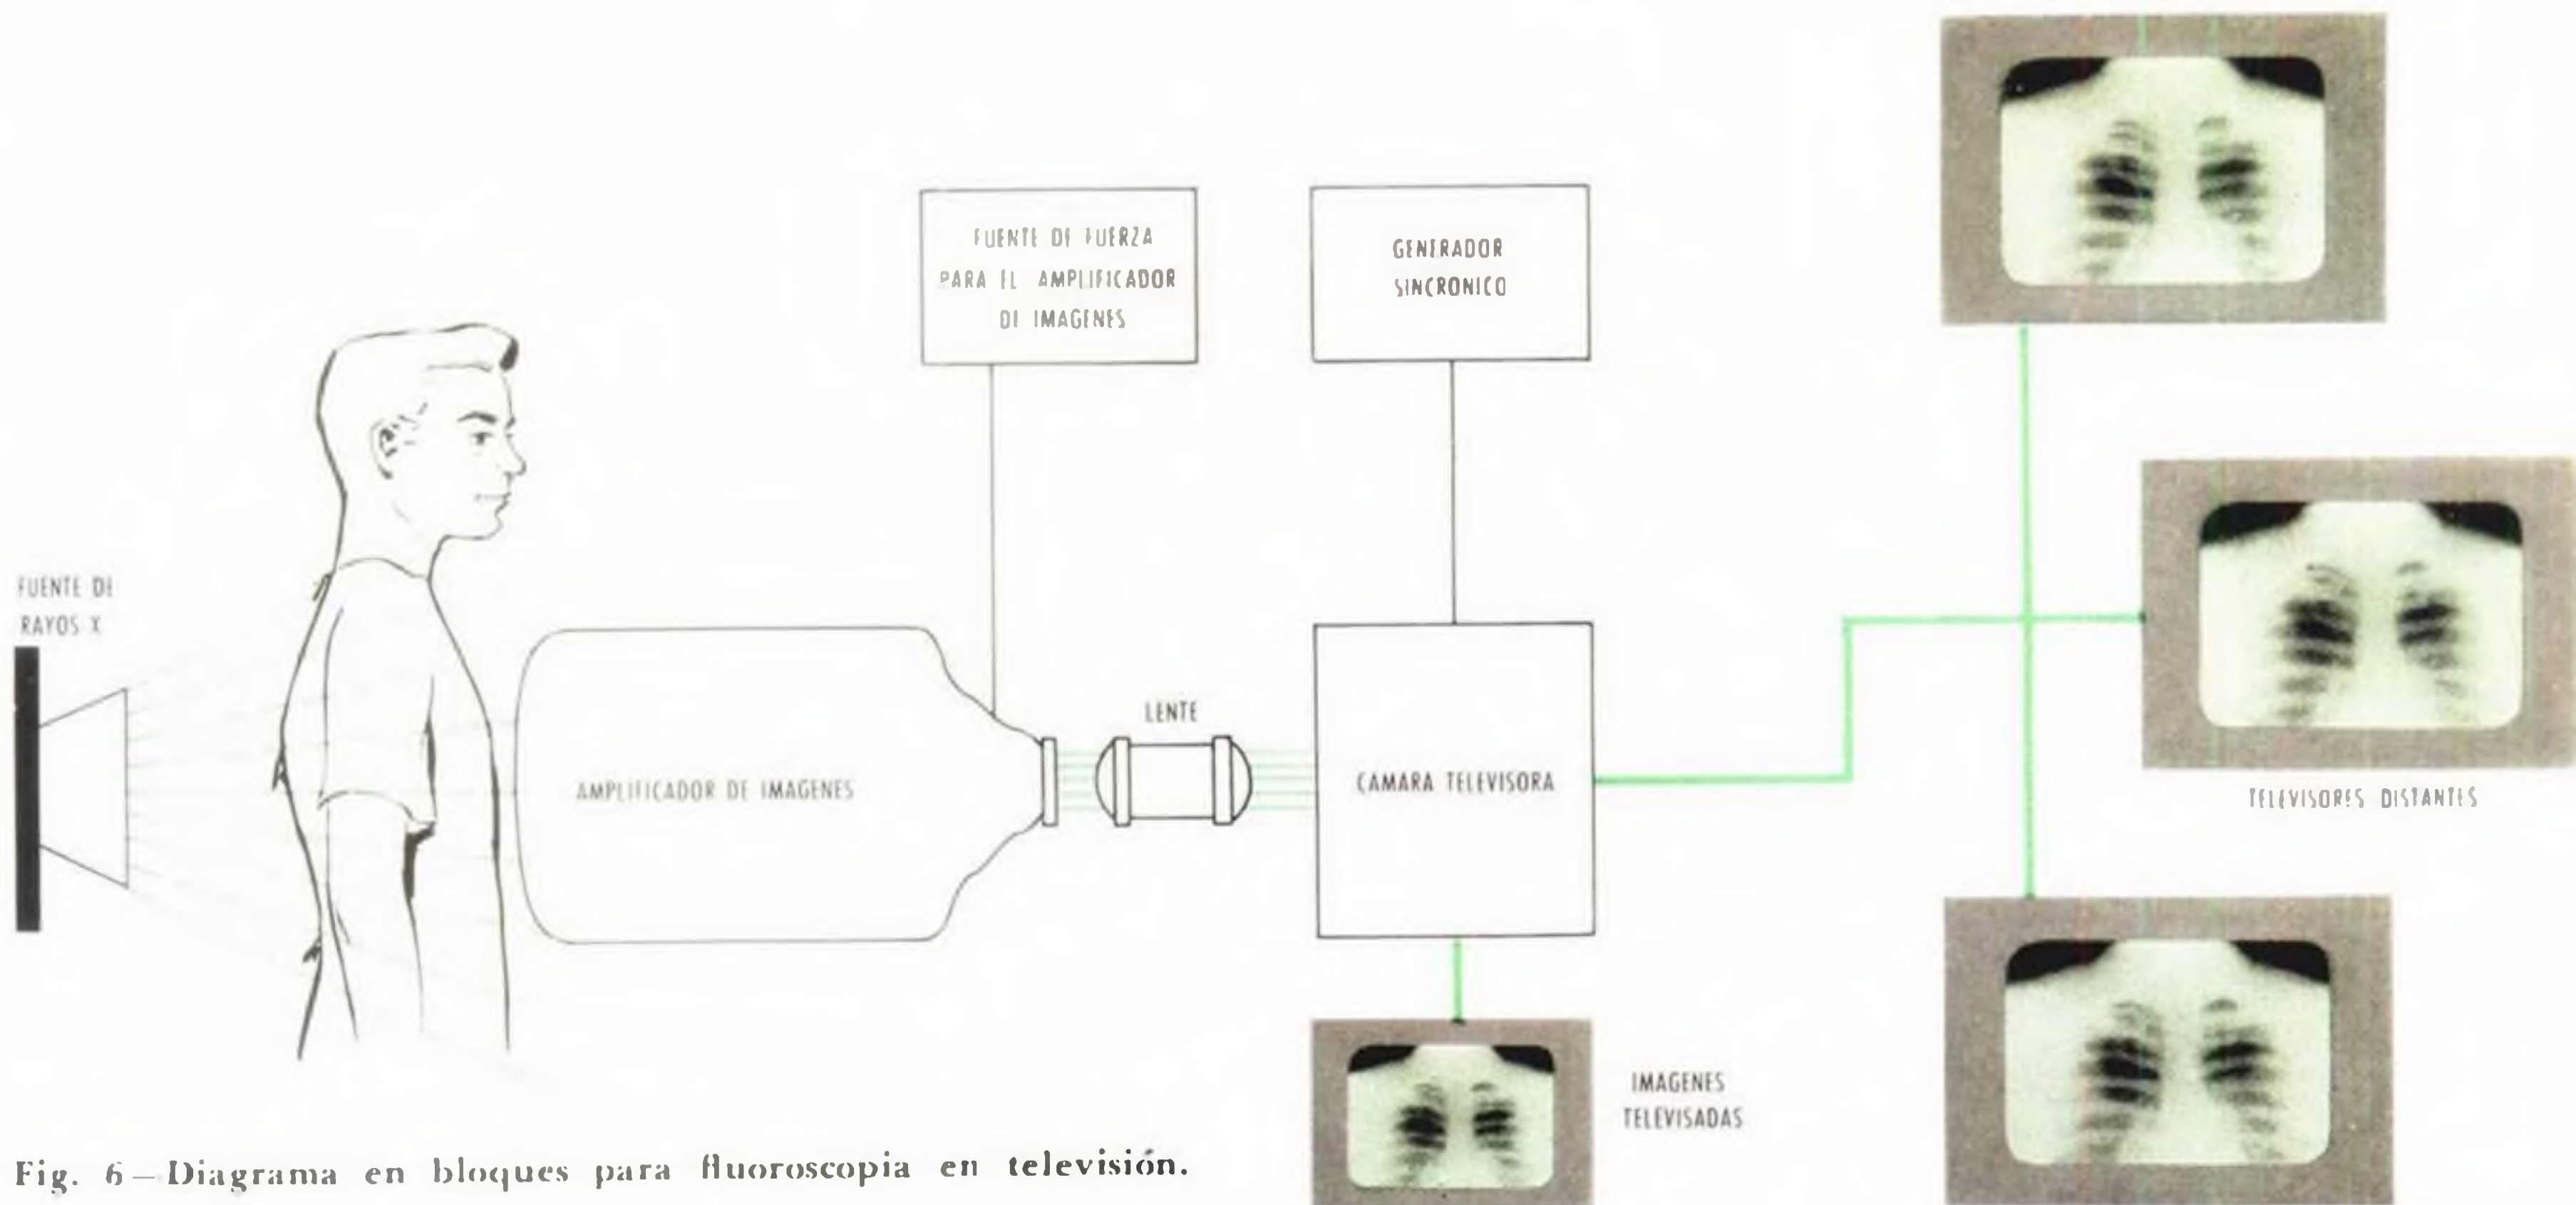 FUENTE DE FUERZA
PARA EL AMPLIFICADOR
DE IMAGENES
GENERADOR
SINCRONICO
FUENTE DE
RAYOS X
LENTE
AMPLIFICADOR DE IMAGENES
CAMARA TELEVISORA
TELEVISORES DISTANTES
IMAGENES
TELEVISADAS
Fig. 6—Diagrama en bloques para fluoroscopia en televisión.